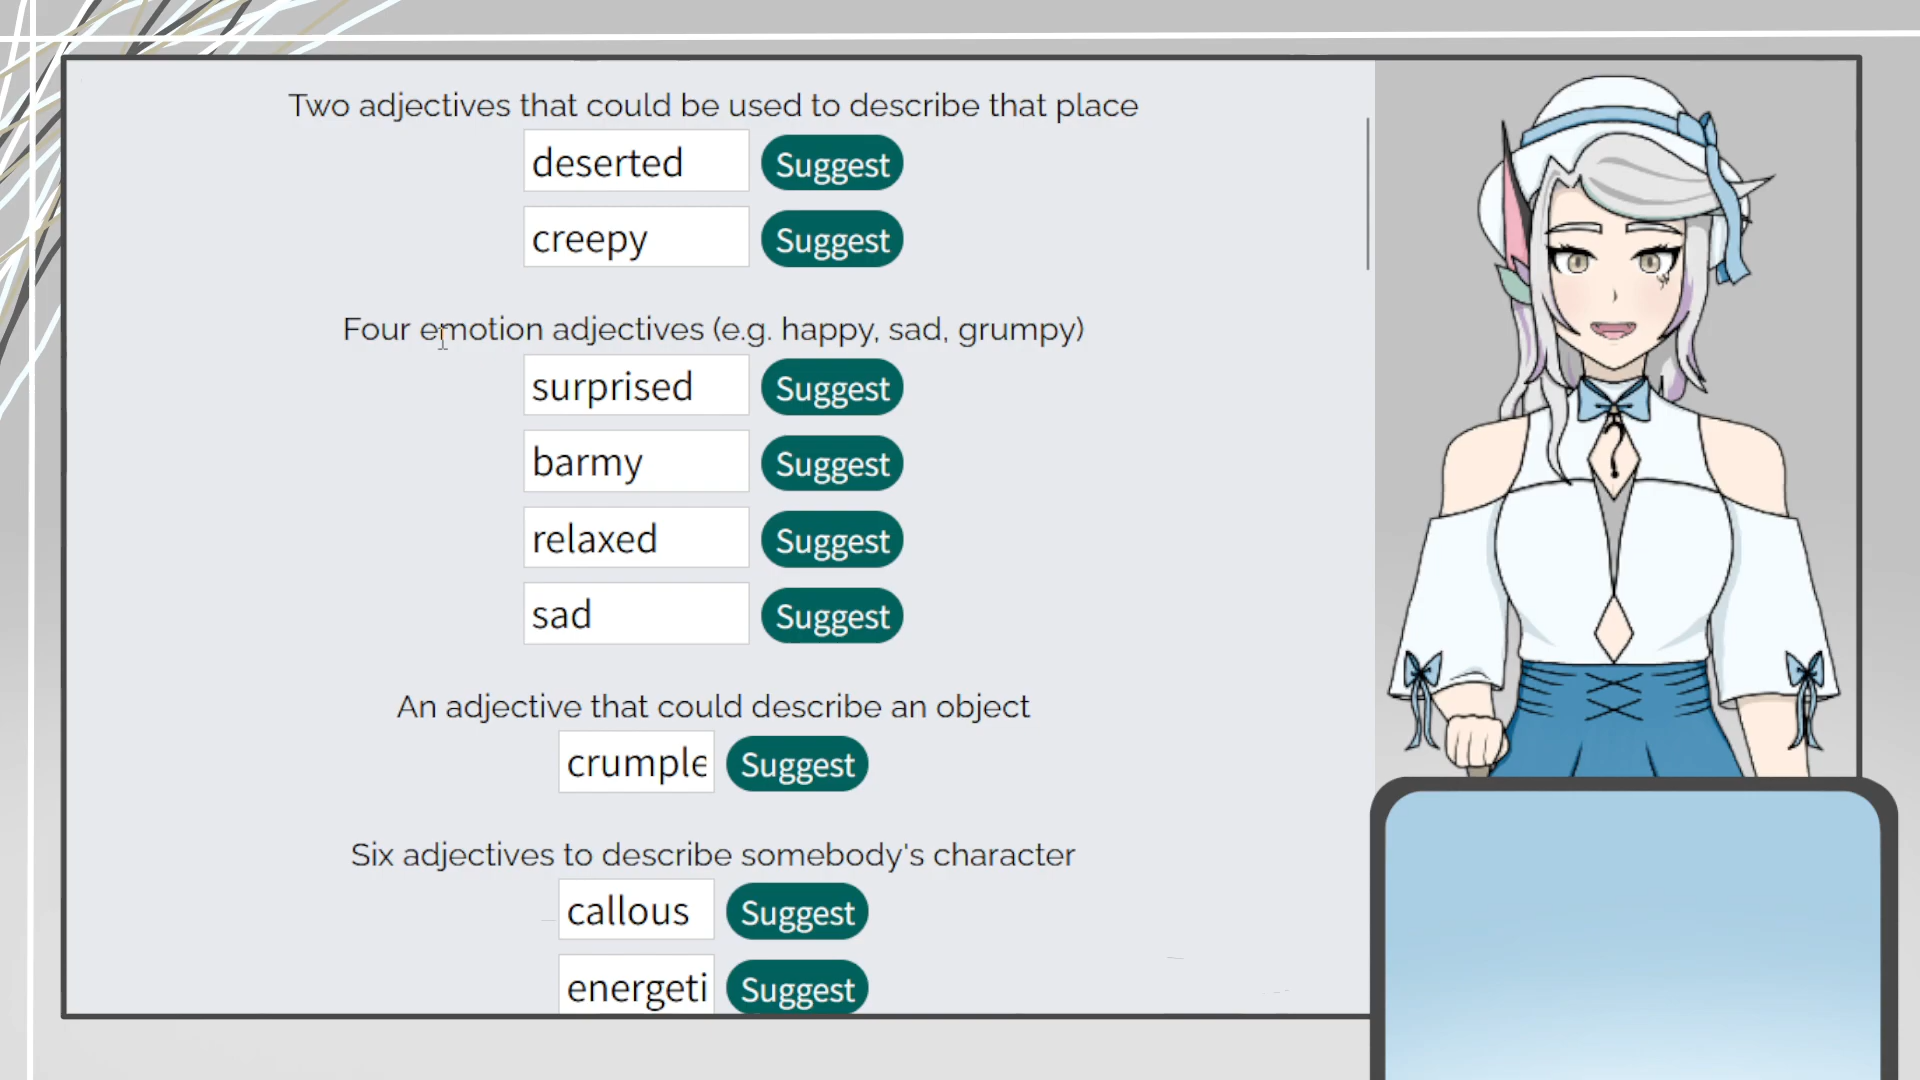 Two adjectives that could be used to describe that place
deserted Suggest
creepy Suggest
Four emotion adjectives (e.g. happy, sad, grumpy)
surprised Suggest
barmy Suggest
relaxed Suggest
sad Suggest
An adjective that could describe an object
crumple Suggest
Six adjectives to describe somebody's character
callous Suggest
energeti Suggest
?